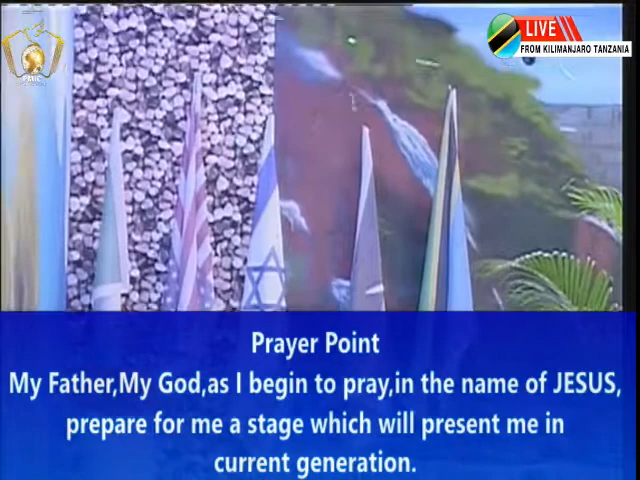 LIVE
FROM KILIMANJARO TANZANIA
Prayer Point
My Father,My God,as I begin to pray,in the name of JESUS,
prepare for me a stage which will present me in
current generation.